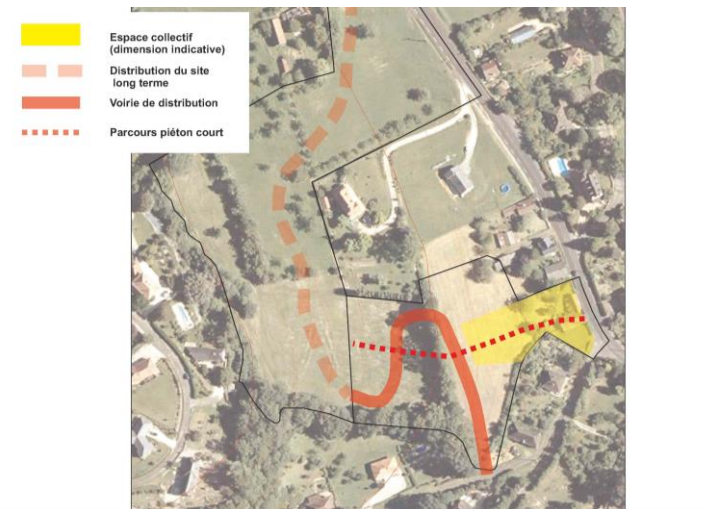 Espace collectif
(dimension indicative)
Distribution du site
long terme
Voirie de distribution
Parcours piéton court